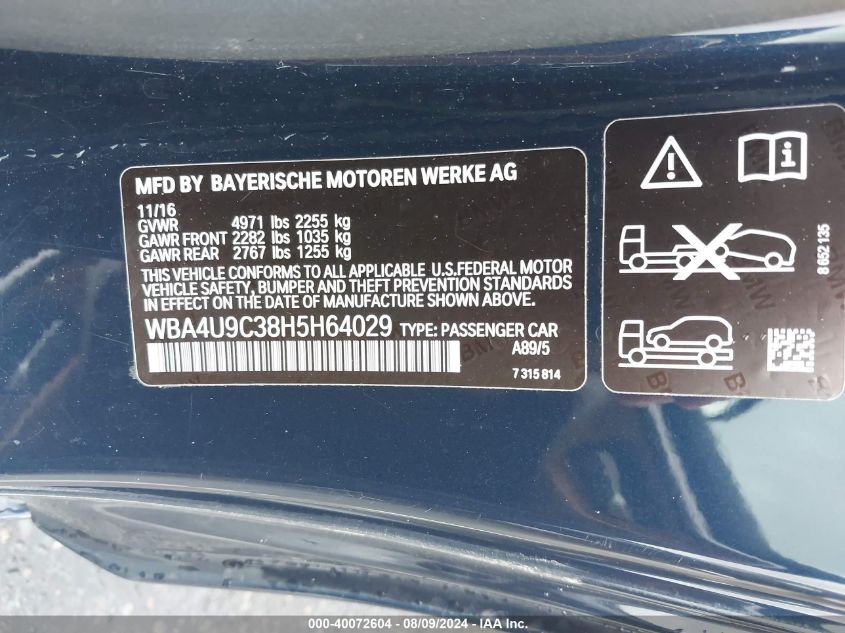 MFD BY BAYERISCHE MOTOREN WERKE AG
11/16
GVWR 4971 lbs 2255 kg
GAWR FRONT 2282 lbs 1035 kg
GAWR REAR 2767 lbs 1255 kg
THIS VEHICLE CONFORMS TO ALL APPLICABLE U.S.FEDERAL MOTOR
VEHICLE SAFETY, BUMPER AND THEFT PREVENTION STANDARDS
IN EFFECT ON THE DATE OF MANUFACTURE SHOWN ABOVE.
WBA4U9C38H5H64029 TYPE: PASSENGER CAR
A89/5
7 315 814
8 652 135
000-40072604 - 08/09/2024 - IAAI.COM